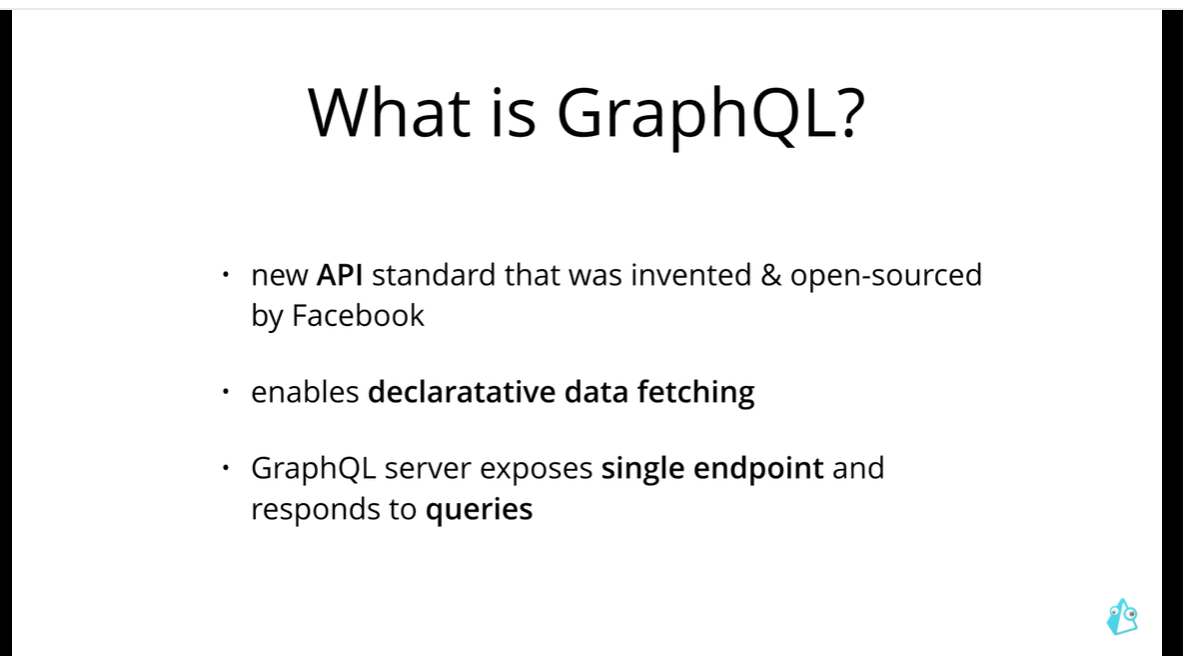 What is GraphQL?
• new API standard that was invented & open-sourced
by Facebook
• enables declaratative data fetching
• GraphQL server exposes single endpoint and
responds to queries